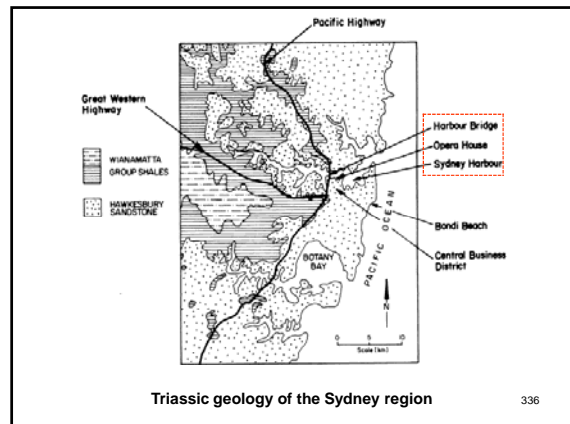 Pacific Highway
Great Western
Highway
WIANAMATTA
GROUP SHALES
HAWKESBURY
SANDSTONE
Harbour Bridge
Opera House
Sydney Harbour
Bondi Beach
Central Business
District
BOTANY
BAY
PACIFIC OCEAN
N
0 5 10
Scale (km)
Triassic geology of the Sydney region
336